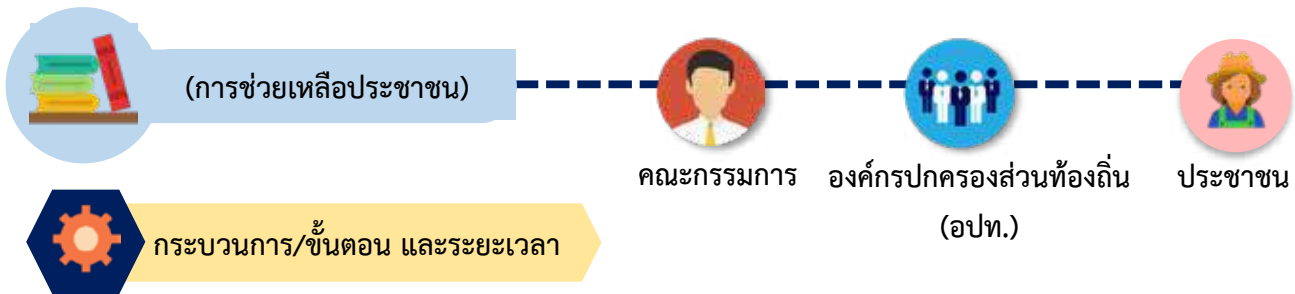 (การช่วยเหลือประชาชน)
คณะกรรมการ
องค์กรปกครองส่วนท้องถิ่น
(อปท.)
ประชาชน
กระบวนการ/ขั้นตอน และระยะเวลา